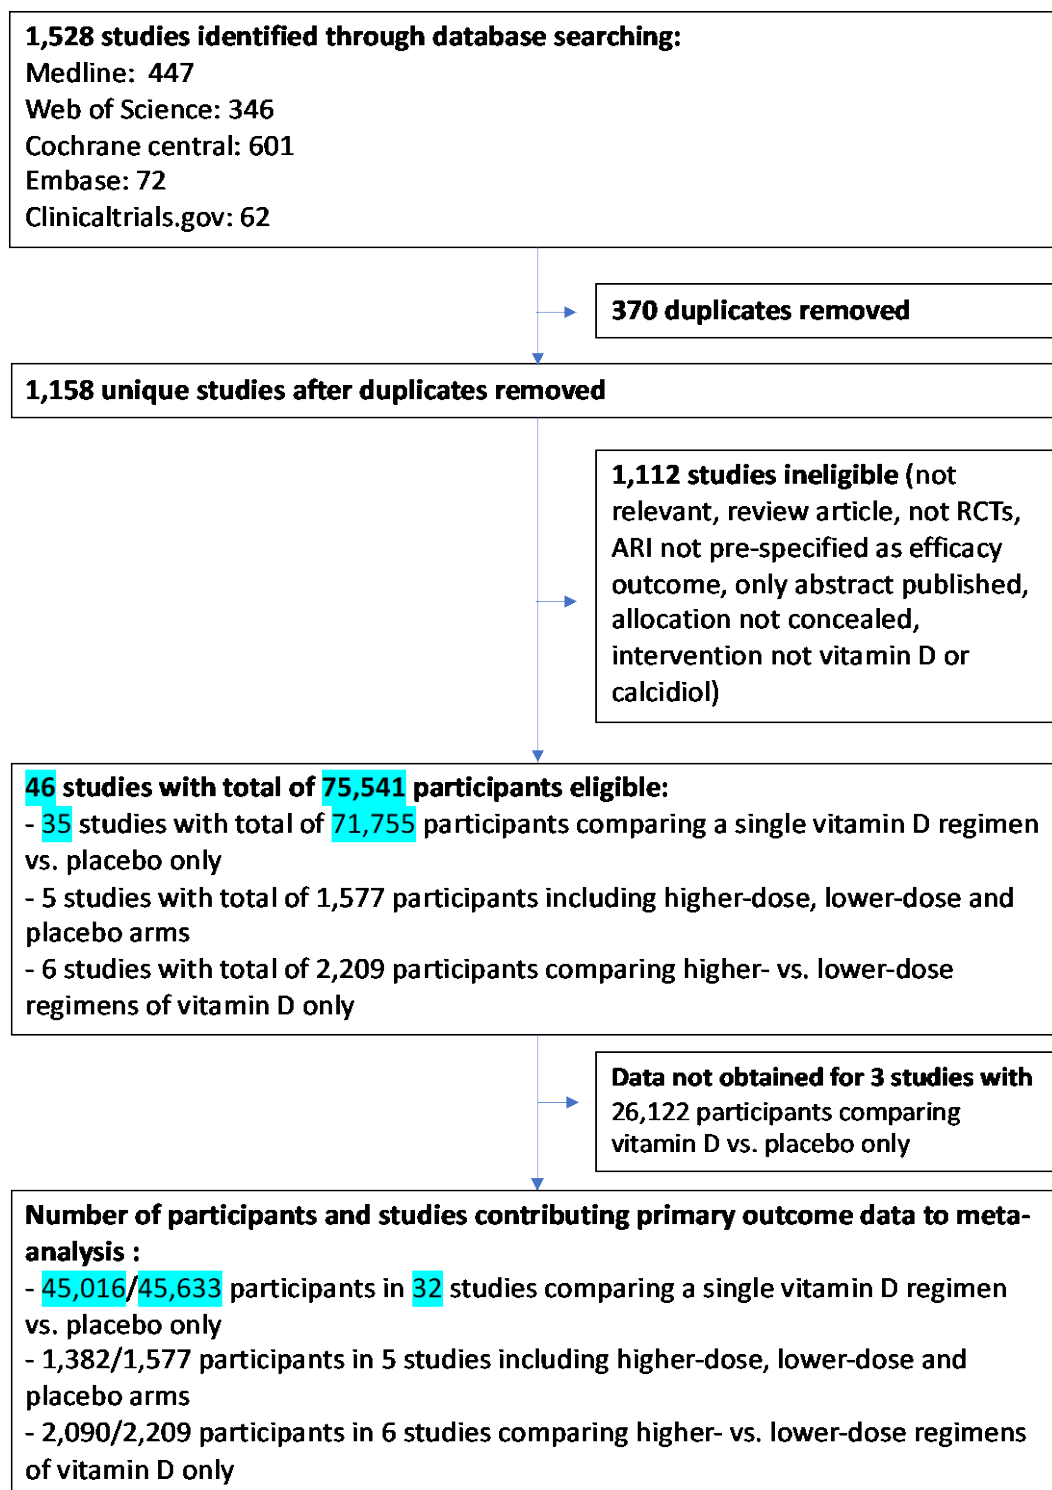 1,528 studies identified through database searching:
Medline:  447
Web of Science: 346
Cochrane central: 601
Embase: 72
Clinicaltrials.gov: 62
370 duplicates removed
1,158 unique studies after duplicates removed
1,112 studies ineligible (not
relevant, review article, not RCTs,
ARI not pre-specified as efficacy
outcome, only abstract published,
allocation not concealed,
intervention not vitamin D or
calcidiol)
46 studies with total of 75,541 participants eligible:
- 35 studies with total of 71,755 participants comparing a single vitamin D regimen
vs. placebo only
- 5 studies with total of 1,577 participants including higher-dose, lower-dose and
placebo arms
- 6 studies with total of 2,209 participants comparing higher- vs. lower-dose
regimens of vitamin D only
Data not obtained for 3 studies with
26,122 participants comparing
vitamin D vs. placebo only
Number of participants and studies contributing primary outcome data to meta-
analysis :
- 45,016/45,633 participants in 32 studies comparing a single vitamin D regimen
vs. placebo only
- 1,382/1,577 participants in 5 studies including higher-dose, lower-dose and
placebo arms
- 2,090/2,209 participants in 6 studies comparing higher- vs. lower-dose regimens
of vitamin D only